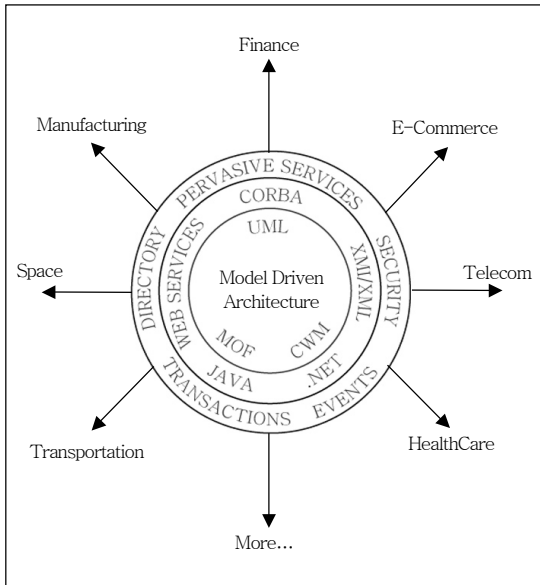 Finance
Manufacturing
E-Commerce
PERVASIVE SERVICES
CORBA
UML
DIRECTORY
WEB SERVICES
XMI/XML
SECURITY
Space
Model Driven
Architecture
Telecom
MOF
CWM
JAVA
.NET
TRANSACTIONS
EVENTS
Transportation
HealthCare
More...